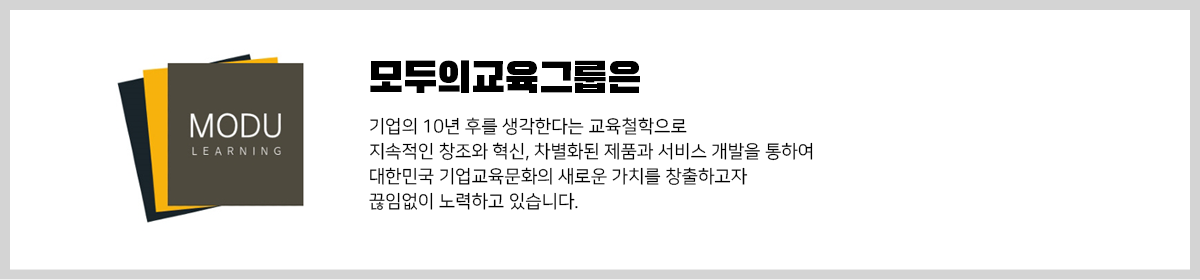 MODU
LEARNING
모두의교육그룹은
기업의 10년 후를 생각한다는 교육철학으로
지속적인 창조와 혁신, 차별화된 제품과 서비스 개발을 통하여
대한민국 기업교육문화의 새로운 가치를 창출하고자
끊임없이 노력하고 있습니다.